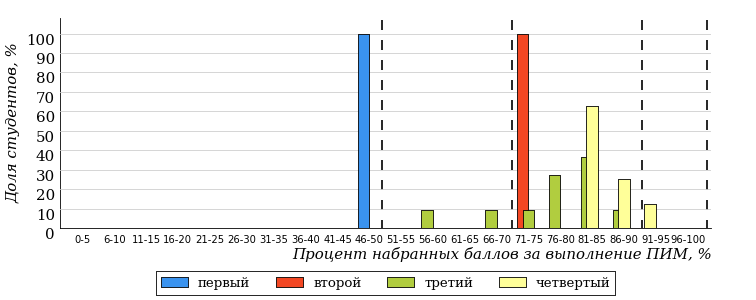 Доля студентов, %
100
90
80
70
60
50
40
30
20
10
0
0-5 6-10 11-15 16-20 21-25 26-30 31-35 36-40 41-45 46-50 51-55 56-60 61-65 66-70 71-75 76-80 81-85 86-90 91-95 96-100
Процент набранных баллов за выполнение ПИМ, %
первый второй третий четвертый